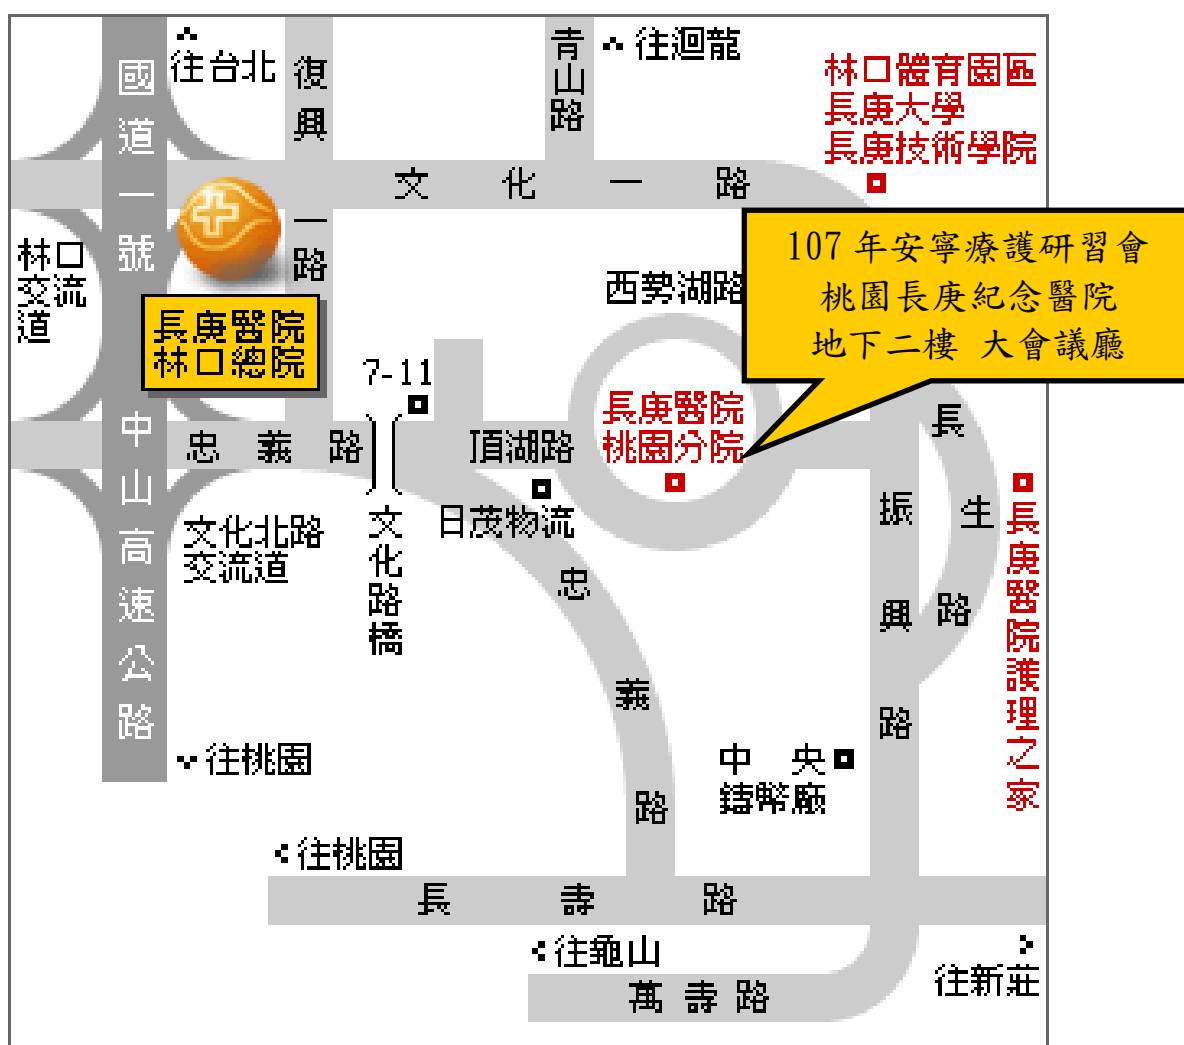 往台北
國道一號
中山高速公路
往桃園
復興一路
青山路
往迴龍
林口體育園區
長庚大學
長庚技術學院
文化一路
林口
交流
道
長庚醫院
林口總院
107 年安寧療護研習會
桃園長庚紀念醫院
地下二樓 大會議廳
西勢湖路
7-11
長庚醫院
桃園分院
忠義路
頂湖路
日茂物流
文化北路
交流道
文化路橋
忠義路
長生路
振興路
長庚醫院護理之家
中央
鑄幣廠
往桃園
長壽路
往龜山
萬壽路
往新莊